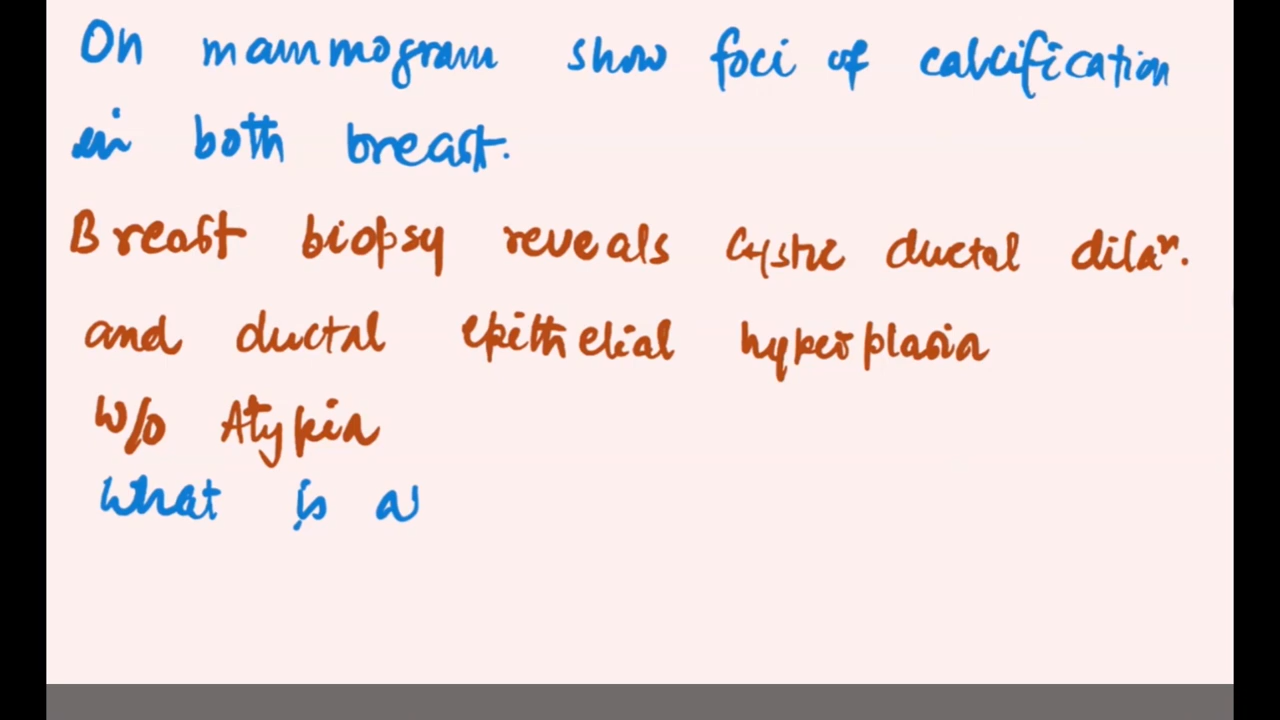 On mammogram show foci of calcification
in both breast.
Breast biopsy reveals cystic ductal dilaⁿ.
and ductal epithelial hyperplasia
w/o Atypia
What is a